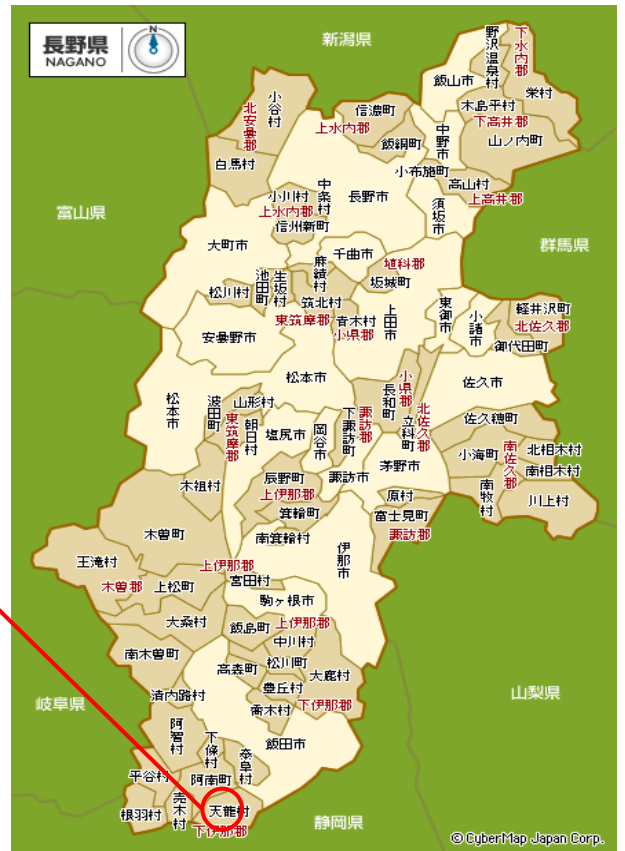 長野県
NAGANO
N
新潟県
下水内郡
野沢温泉村
飯山市
栄村
小谷村
北安曇郡
信濃町
木島平村
上水内郡
下高井郡
飯綱町
中野市
山ノ内町
白馬村
小布施町
高山村
小川村
中条村
長野市
上高井郡
須坂市
上水内郡
富山県
信州新町
大町市
群馬県
千曲市
麻績村
埴科郡
生坂村
池田町
坂城町
松川村
筑北村
東御市
小諸市
軽井沢町
東筑摩郡
青木村
上田市
北佐久郡
小県郡
御代田町
安曇野市
松本市
小県郡
佐久市
松本市
波田町
山形村
長和町
下諏訪町
諏訪郡
立科町
北佐久郡
佐久穂町
東筑摩郡
朝日村
塩尻市
岡谷市
小海町
南佐久郡
北相木村
茅野市
南相木村
辰野町
諏訪市
木祖村
上伊那郡
原村
南牧村
川上村
箕輪町
富士見町
木曽町
南箕輪村
諏訪郡
伊那市
王滝村
上伊那郡
木曽郡
上松町
宮田村
駒ヶ根市
大桑村
飯島町
上伊那郡
中川村
南木曽町
高森町
松川町
大鹿村
清内路村
豊丘村
山梨県
岐阜県
喬木村
下伊那郡
阿智村
下條村
泰阜村
飯田市
平谷村
阿南町
根羽村
売木村
天龍村
下伊那郡
静岡県
© CyberMap Japan Corp.